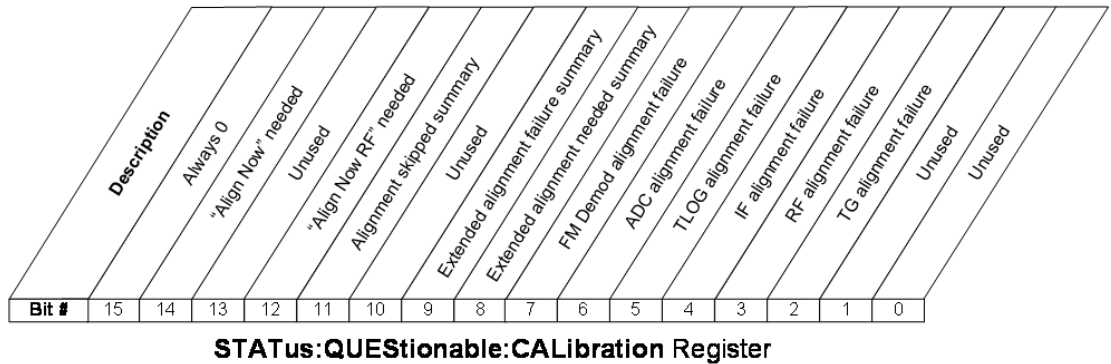 Description
Always 0
“Align Now” needed
Unused
“Align Now RF” needed
Alignment skipped summary
Unused
Extended alignment failure summary
Extended alignment needed summary
FM Demod alignment failure
ADC alignment failure
TLOG alignment failure
IF alignment failure
RF alignment failure
TG alignment failure
Unused
Unused
Bit # 15 14 13 12 11 10 9 8 7 6 5 4 3 2 1 0
STATus:QUEStionable:CALibration Register